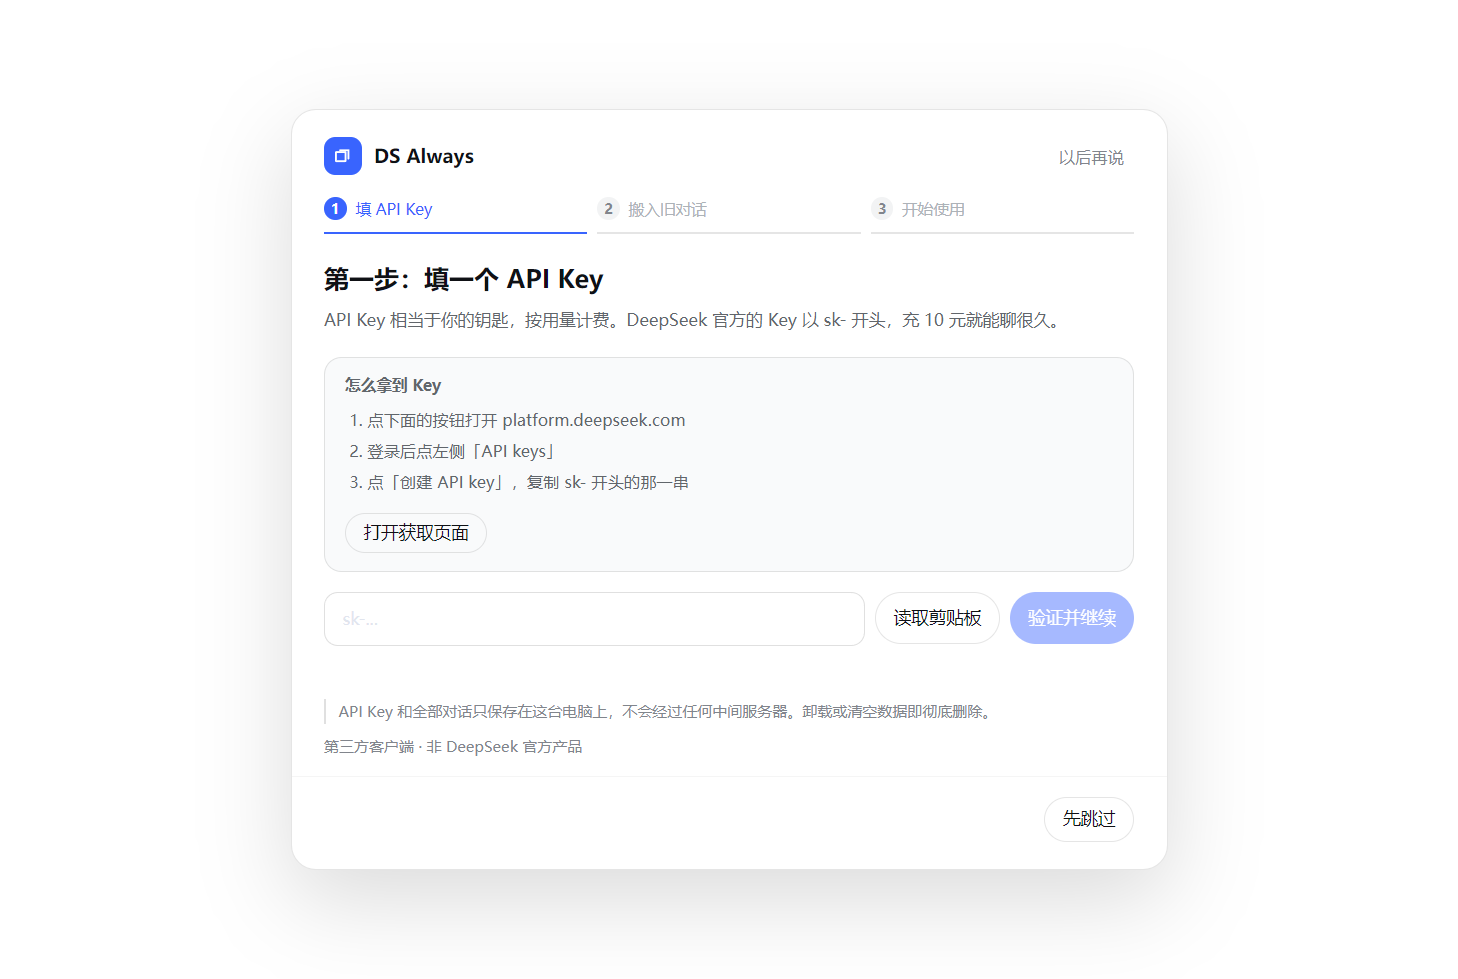 DS Always
以后再说
1 填 API Key
2 搬入旧对话
3 开始使用
第一步：填一个 API Key
API Key 相当于你的钥匙，按用量计费。DeepSeek 官方的 Key 以 sk- 开头，充 10 元就能聊很久。
怎么拿到 Key
1. 点下面的按钮打开 platform.deepseek.com
2. 登录后点左侧「API keys」
3. 点「创建 API key」，复制 sk- 开头的那一串
打开获取页面
sk-...
读取剪贴板
验证并继续
API Key 和全部对话只保存在这台电脑上，不会经过任何中间服务器。卸载或清空数据即彻底删除。
第三方客户端 · 非 DeepSeek 官方产品
先跳过